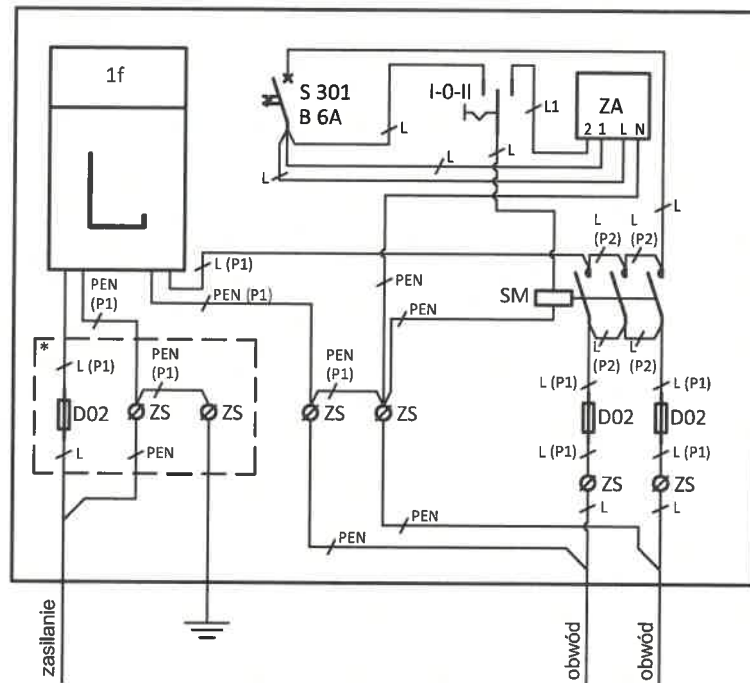 1f
S 301
B 6A
I-0-II
L1
ZA
2 1 L N
L
L
L
L
L
L
(P2)
L
(P2)
L
L (P1)
PEN
(P1)
PEN (P1)
PEN
SM
PEN
*
L (P1)
PEN
(P1)
PEN
(P1)
L
(P2)
L
(P2)
L (P1)
L (P1)
D02
ZS
ZS
ZS
ZS
D02
D02
L
PEN
L (P1)
L (P1)
ZS
ZS
L
L
PEN
PEN
zasilanie
obwód
obwód